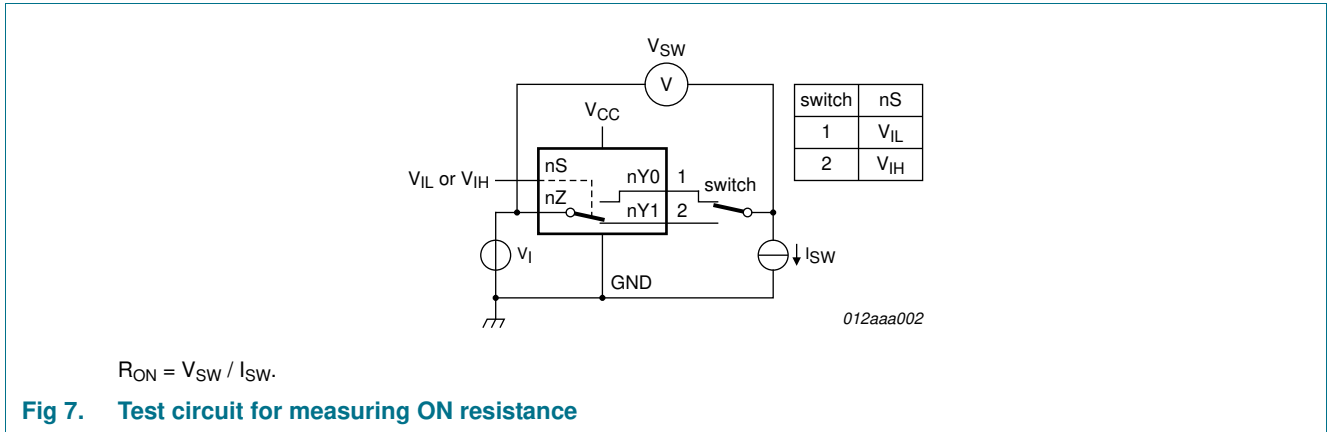 VSW
V
switch nS
1 VIL
2 VIH
VCC
VIL or VIH
nS
nZ
nY0 1
nY1 2
switch
VI
ISW
GND
012aaa002
RON = VSW / ISW.
Fig 7. Test circuit for measuring ON resistance